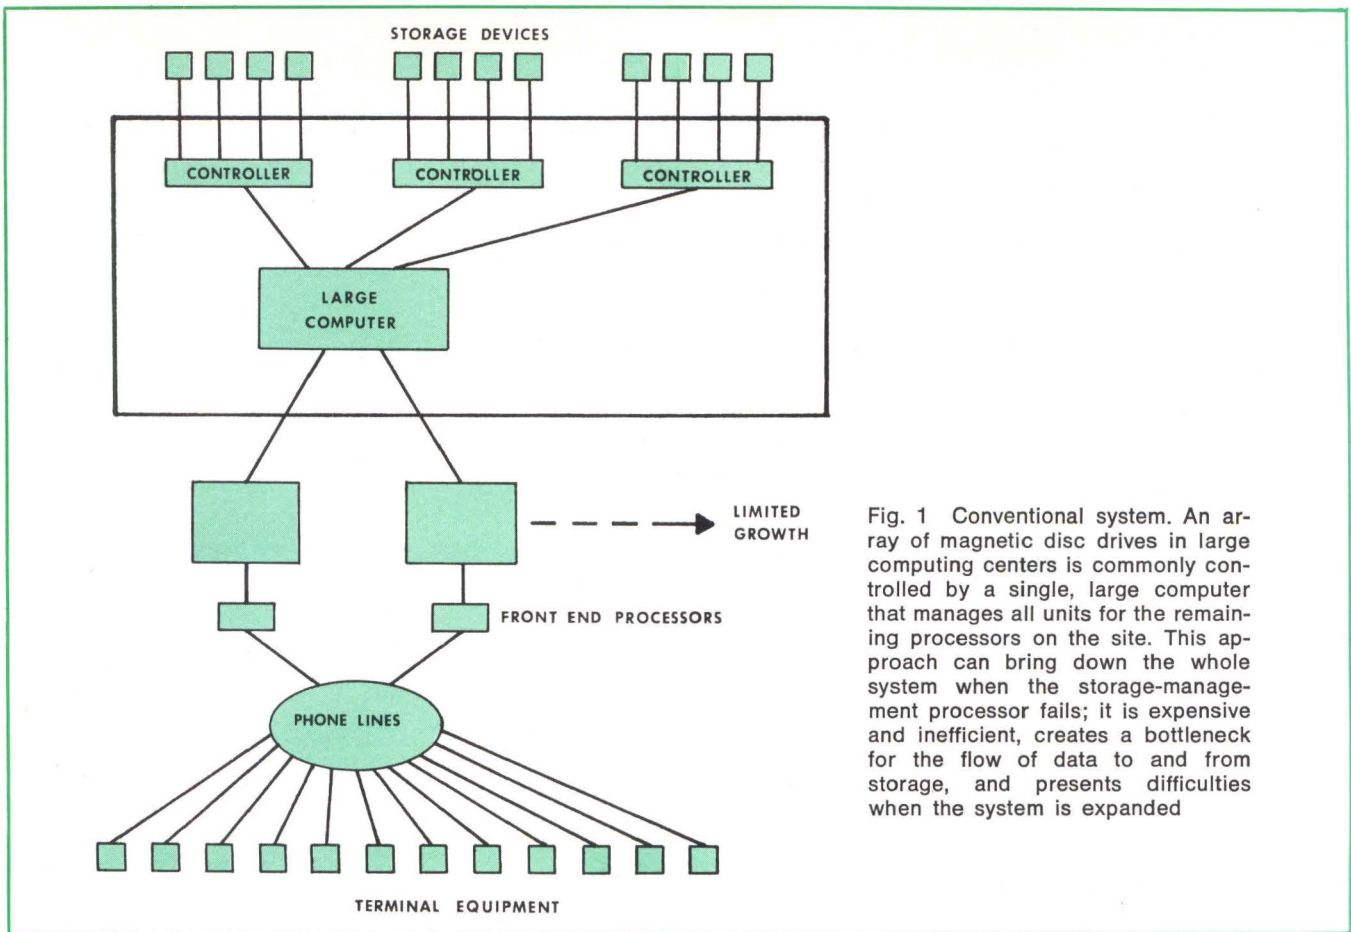 STORAGE DEVICES
CONTROLLER
CONTROLLER
CONTROLLER
LARGE
COMPUTER
LIMITED
GROWTH
FRONT END PROCESSORS
PHONE LINES
TERMINAL EQUIPMENT
Fig. 1 Conventional system. An ar-
ray of magnetic disc drives in large
computing centers is commonly con-
trolled by a single, large computer
that manages all units for the remain-
ing processors on the site. This ap-
proach can bring down the whole
system when the storage-manage-
ment processor fails; it is expensive
and inefficient, creates a bottleneck
for the flow of data to and from
storage, and presents difficulties
when the system is expanded